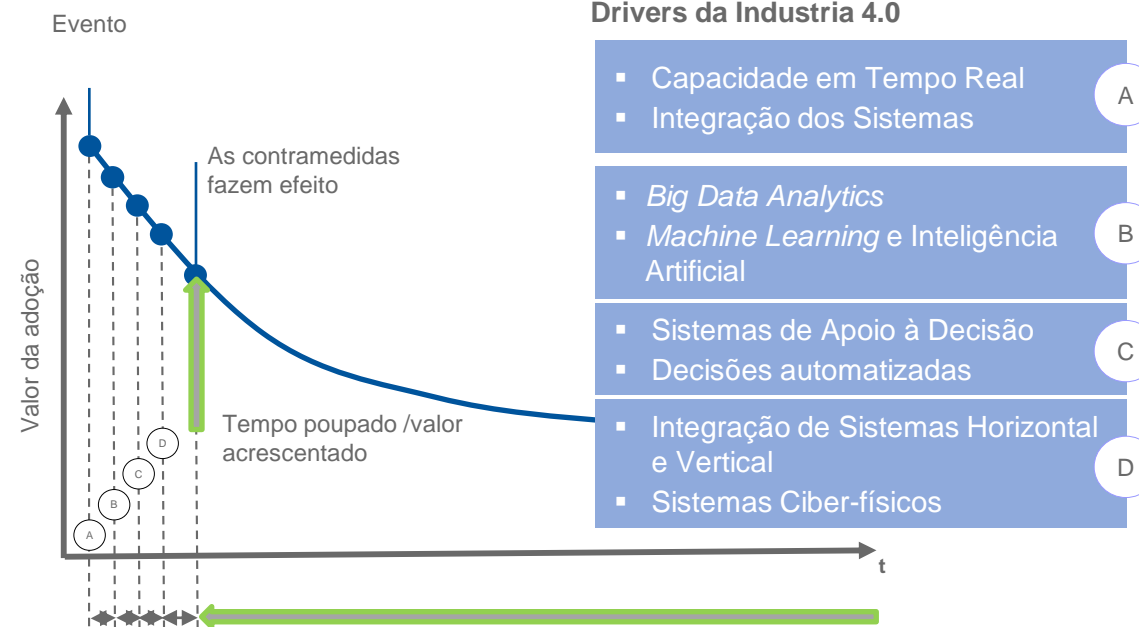 Evento
Drivers da Industria 4.0
▪ Capacidade em Tempo Real
▪ Integração dos Sistemas
A
▪ Big Data Analytics
▪ Machine Learning e Inteligência
Artificial
B
▪ Sistemas de Apoio à Decisão
▪ Decisões automatizadas
C
▪ Integração de Sistemas Horizontal
e Vertical
▪ Sistemas Ciber-físicos
D
As contramedidas
fazem efeito
Valor da adoção
Tempo poupado /valor
acrescentado
D
C
B
A
t